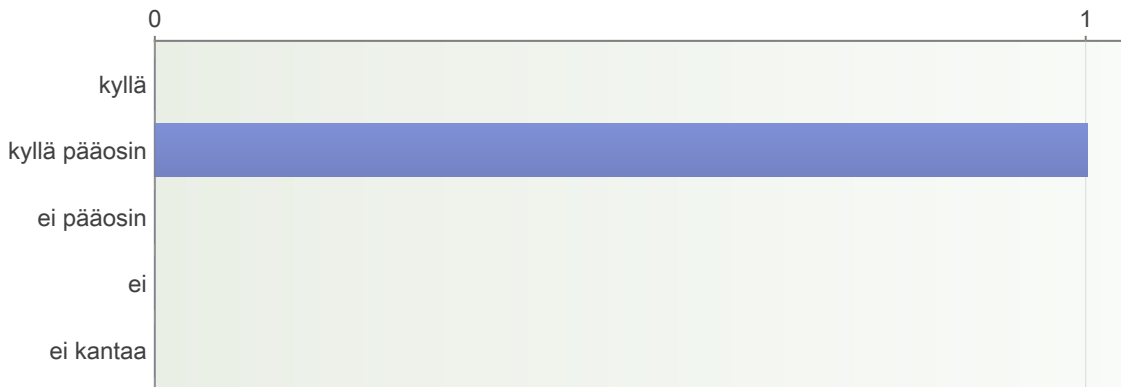 0 1
kyllä
kyllä pääosin
ei pääosin
ei
ei kantaa